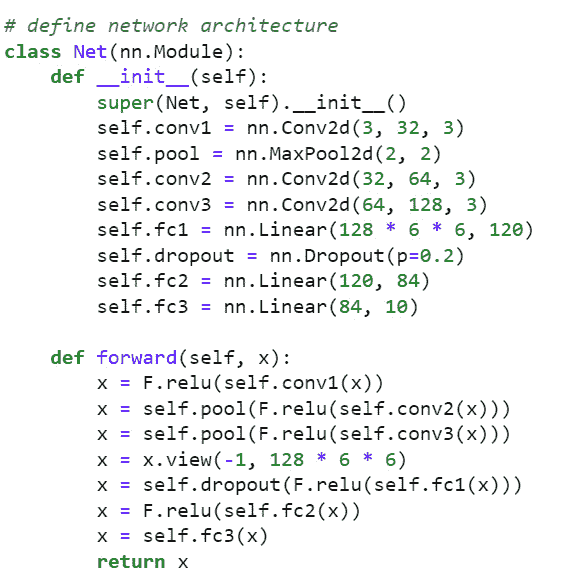 # define network architecture
class Net(nn.Module):
    def __init__(self):
        super(Net, self).__init__()
        self.conv1 = nn.Conv2d(3, 32, 3)
        self.pool = nn.MaxPool2d(2, 2)
        self.conv2 = nn.Conv2d(32, 64, 3)
        self.conv3 = nn.Conv2d(64, 128, 3)
        self.fc1 = nn.Linear(128 * 6 * 6, 120)
        self.dropout = nn.Dropout(p=0.2)
        self.fc2 = nn.Linear(120, 84)
        self.fc3 = nn.Linear(84, 10)

    def forward(self, x):
        x = F.relu(self.conv1(x))
        x = self.pool(F.relu(self.conv2(x)))
        x = self.pool(F.relu(self.conv3(x)))
        x = x.view(-1, 128 * 6 * 6)
        x = self.dropout(F.relu(self.fc1(x)))
        x = F.relu(self.fc2(x))
        x = self.fc3(x)
        return x